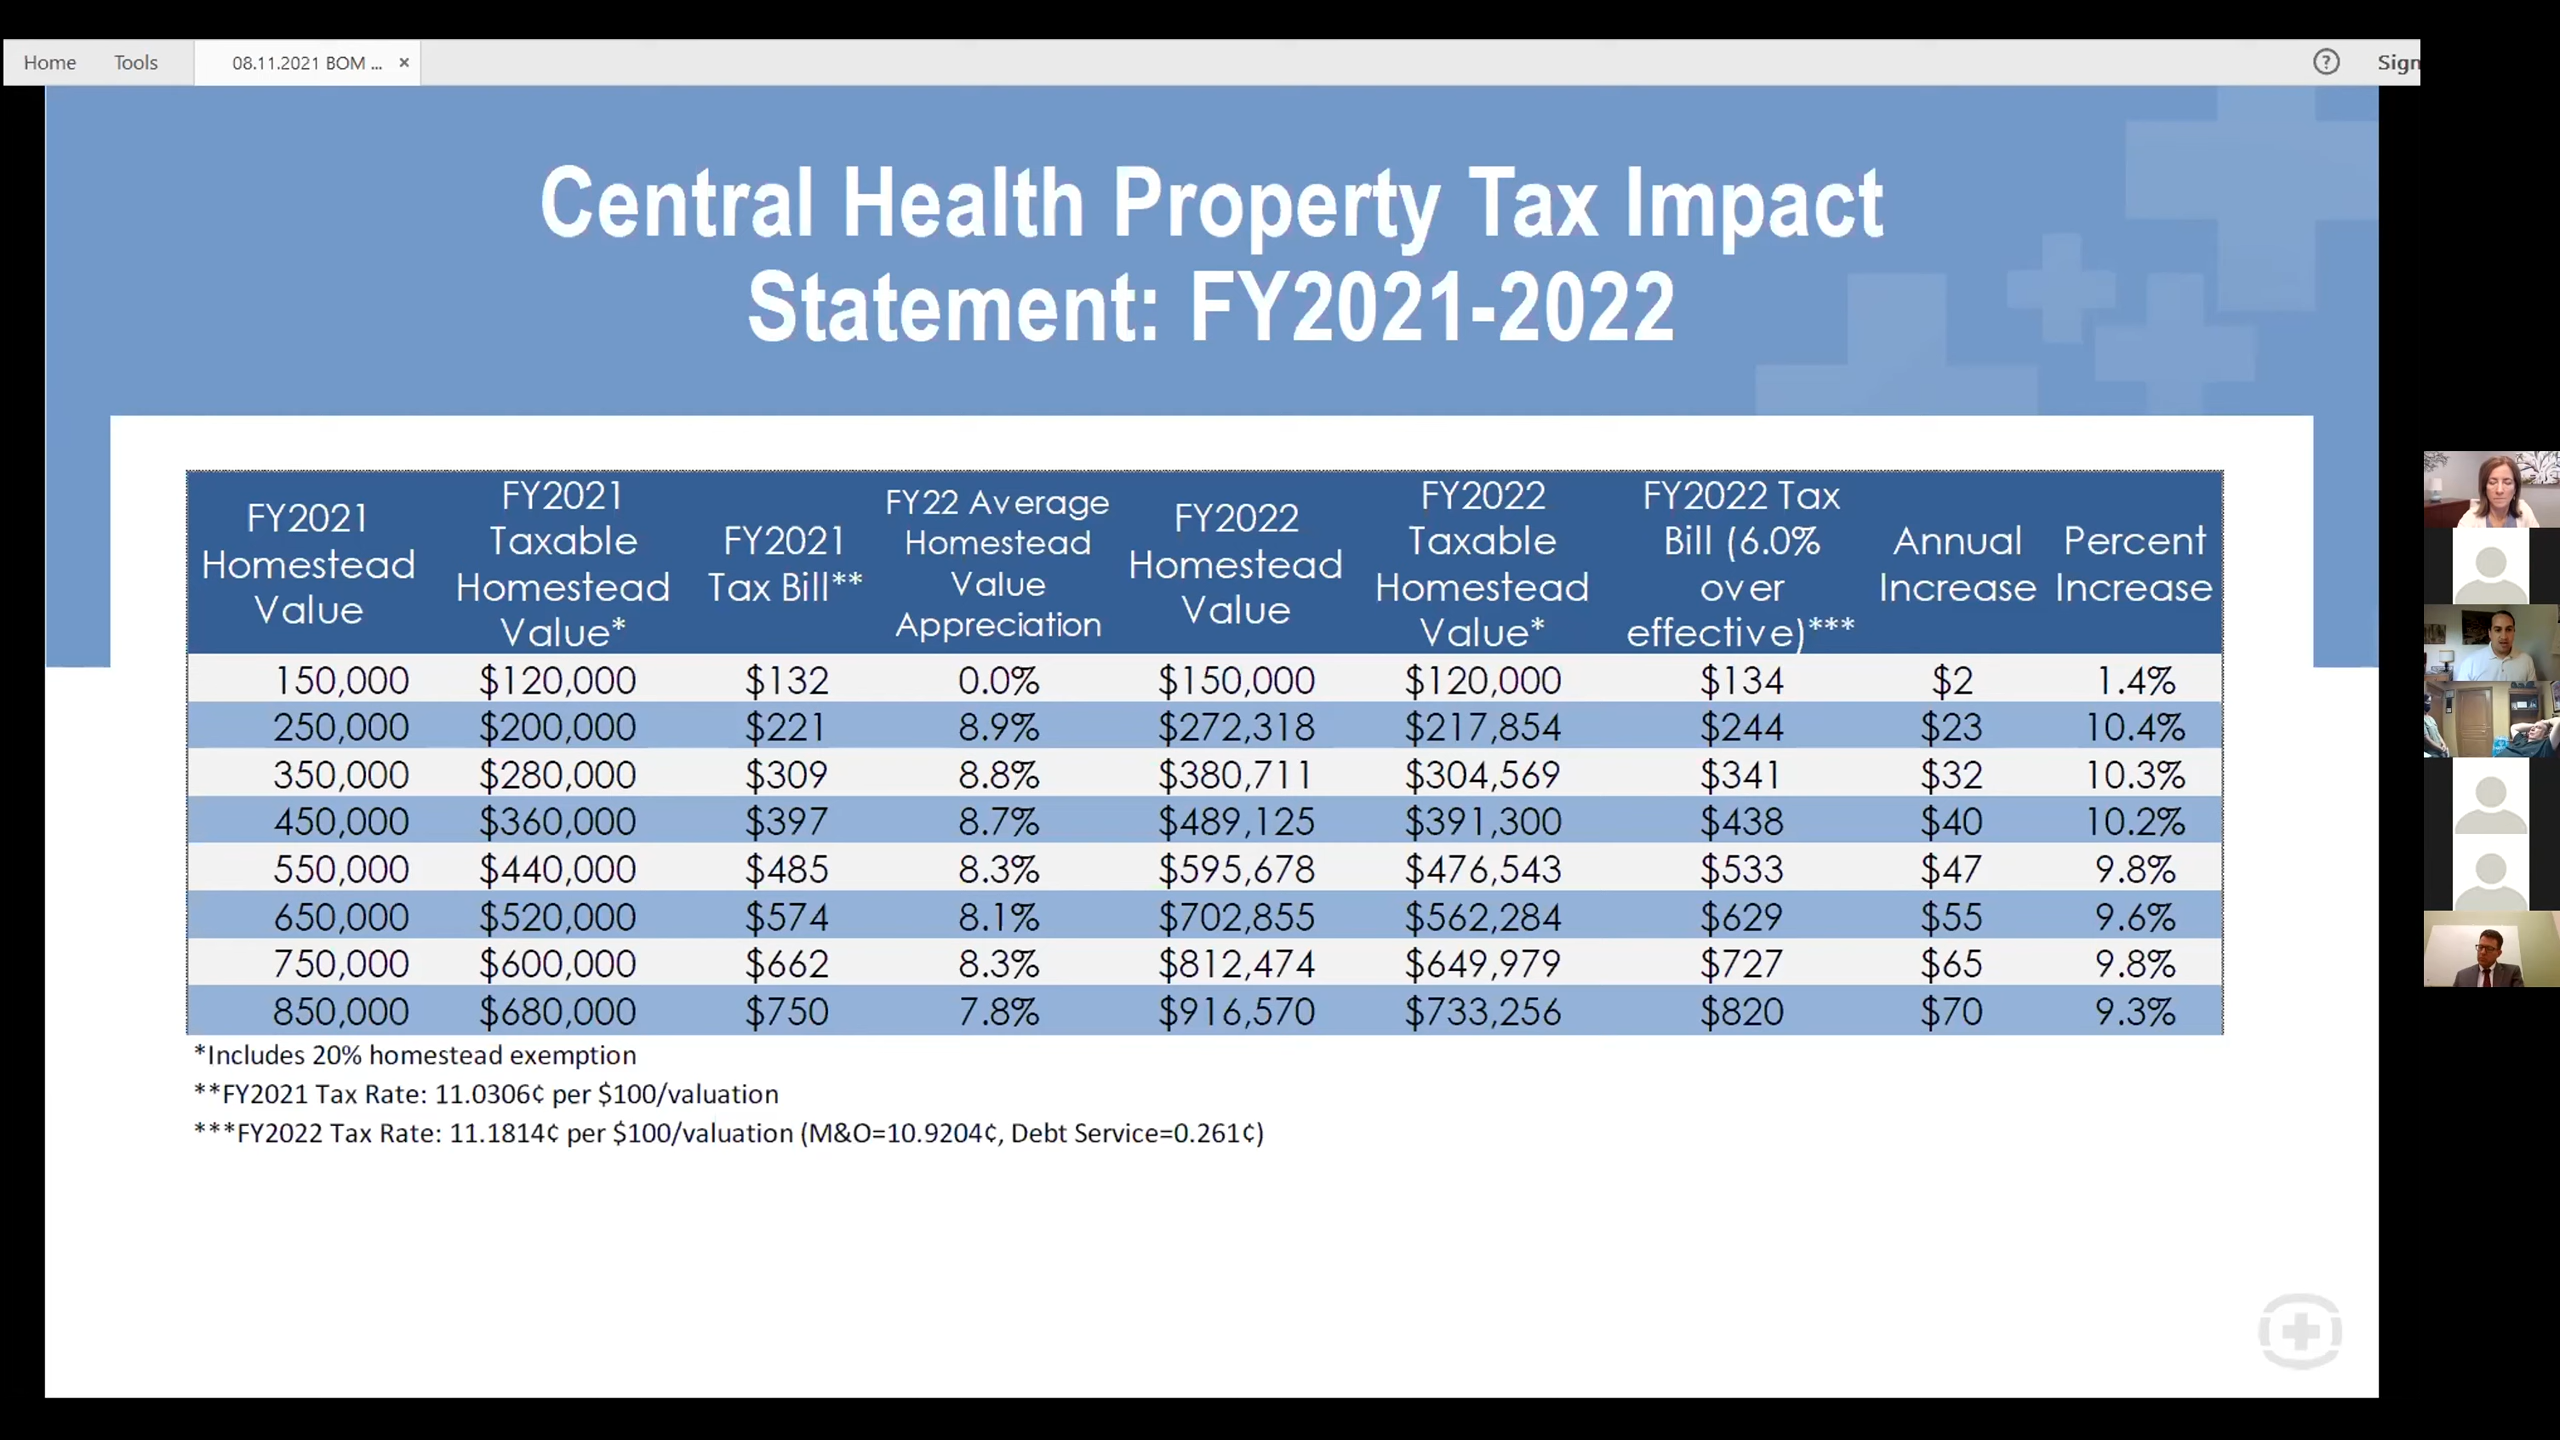 Home Tools 08.11.2021 BOM ... × ? Sign
Central Health Property Tax Impact
Statement: FY2021-2022
FY2021 Homestead Value
FY2021 Taxable Homestead Value*
FY2021 Tax Bill**
FY22 Average Homestead Value Appreciation
FY2022 Homestead Value
FY2022 Taxable Homestead Value*
FY2022 Tax Bill (6.0% over effective)***
Annual Increase
Percent Increase
150,000 $120,000 $132 0.0% $150,000 $120,000 $134 $2 1.4%
250,000 $200,000 $221 8.9% $272,318 $217,854 $244 $23 10.4%
350,000 $280,000 $309 8.8% $380,711 $304,569 $341 $32 10.3%
450,000 $360,000 $397 8.7% $489,125 $391,300 $438 $40 10.2%
550,000 $440,000 $485 8.3% $595,678 $476,543 $533 $47 9.8%
650,000 $520,000 $574 8.1% $702,855 $562,284 $629 $55 9.6%
750,000 $600,000 $662 8.3% $812,474 $649,979 $727 $65 9.8%
850,000 $680,000 $750 7.8% $916,570 $733,256 $820 $70 9.3%
*Includes 20% homestead exemption
**FY2021 Tax Rate: 11.0306¢ per $100/valuation
***FY2022 Tax Rate: 11.1814¢ per $100/valuation (M&O=10.9204¢, Debt Service=0.261¢)